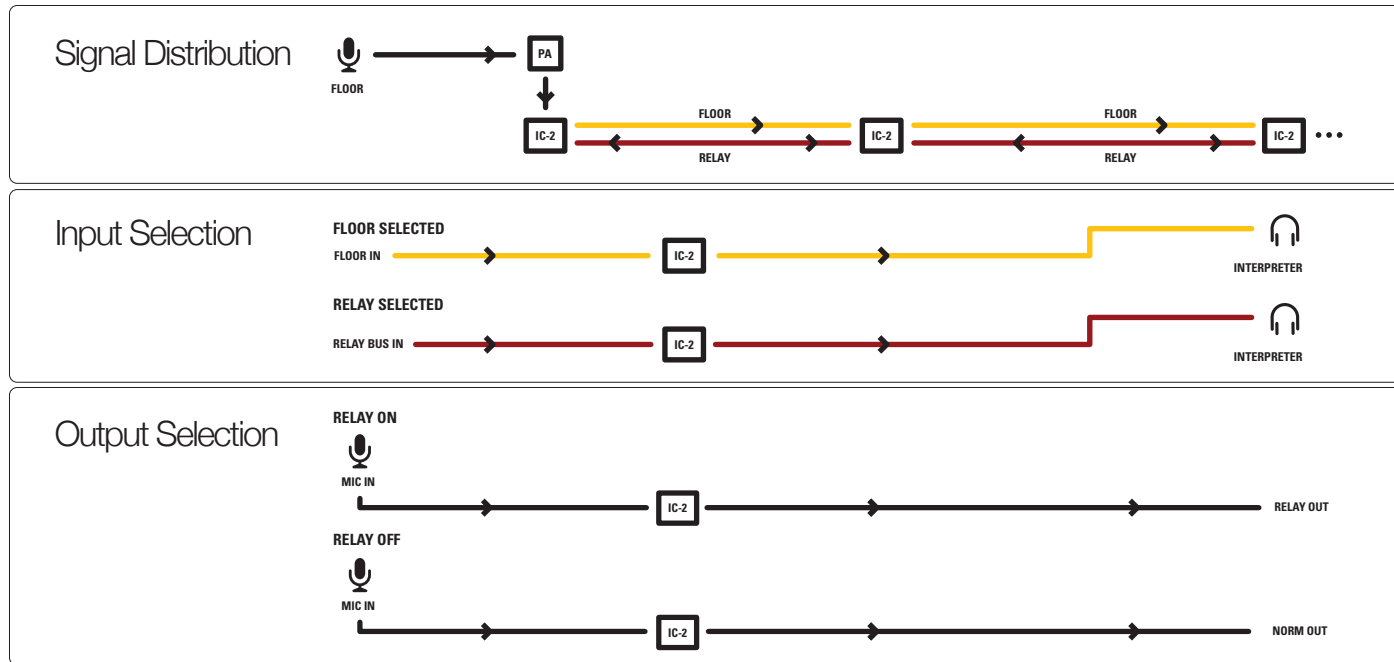 Signal Distribution
FLOOR
PA
IC-2
FLOOR
RELAY
IC-2
FLOOR
RELAY
IC-2
Input Selection
FLOOR SELECTED
FLOOR IN
IC-2
INTERPRETER
RELAY SELECTED
RELAY BUS IN
IC-2
INTERPRETER
Output Selection
RELAY ON
MIC IN
IC-2
RELAY OUT
RELAY OFF
MIC IN
IC-2
NORM OUT